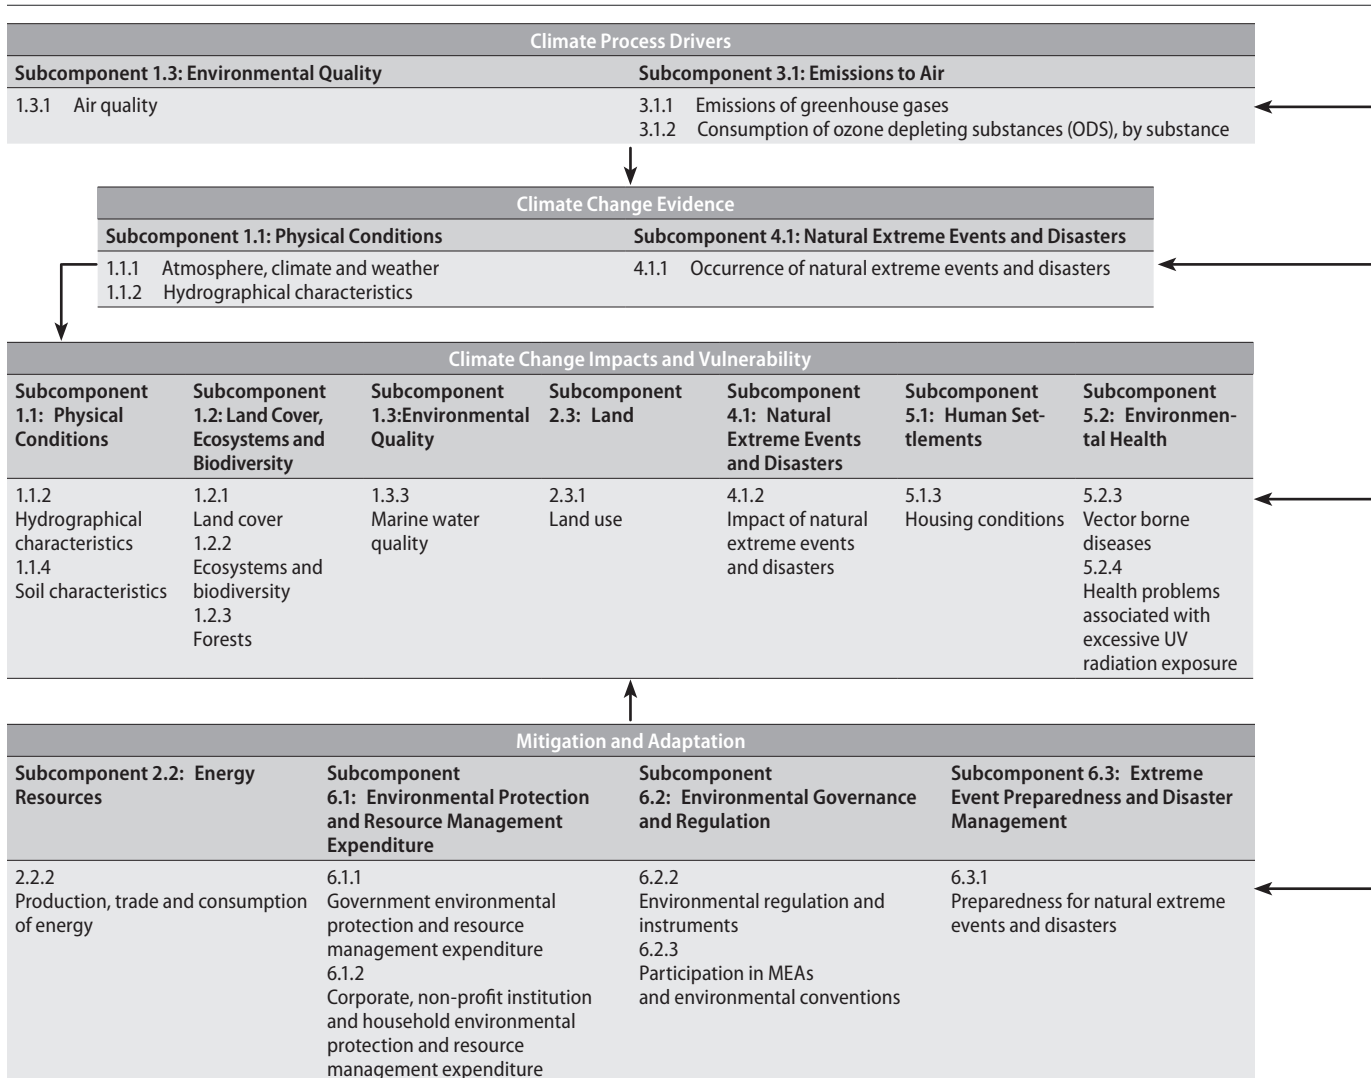 Climate Process Drivers
Subcomponent 1.3: Environmental Quality
1.3.1 Air quality
Subcomponent 3.1: Emissions to Air
3.1.1 Emissions of greenhouse gases
3.1.2 Consumption of ozone depleting substances (ODS), by substance
Climate Change Evidence
Subcomponent 1.1: Physical Conditions
1.1.1 Atmosphere, climate and weather
1.1.2 Hydrographical characteristics
Subcomponent 4.1: Natural Extreme Events and Disasters
4.1.1 Occurrence of natural extreme events and disasters
Climate Change Impacts and Vulnerability
Subcomponent
1.1: Physical
Conditions
1.1.2
Hydrographical
characteristics
1.1.4
Soil characteristics
Subcomponent
1.2: Land Cover,
Ecosystems and
Biodiversity
1.2.1
Land cover
1.2.2
Ecosystems and
biodiversity
1.2.3
Forests
Subcomponent
1.3:Environmental
Quality
1.3.3
Marine water
quality
Subcomponent
2.3: Land
2.3.1
Land use
Subcomponent
4.1: Natural
Extreme Events
and Disasters
4.1.2
Impact of natural
extreme events
and disasters
Subcomponent
5.1: Human Set-
tlements
5.1.3
Housing conditions
Subcomponent
5.2: Environmen-
tal Health
5.2.3
Vector borne
diseases
5.2.4
Health problems
associated with
excessive UV
radiation exposure
Mitigation and Adaptation
Subcomponent 2.2: Energy
Resources
2.2.2
Production, trade and consumption
of energy
Subcomponent
6.1: Environmental Protection
and Resource Management
Expenditure
6.1.1
Government environmental
protection and resource
management expenditure
6.1.2
Corporate, non-profit institution
and household environmental
protection and resource
management expenditure
Subcomponent
6.2: Environmental Governance
and Regulation
6.2.2
Environmental regulation and
instruments
6.2.3
Participation in MEAs
and environmental conventions
Subcomponent 6.3: Extreme
Event Preparedness and Disaster
Management
6.3.1
Preparedness for natural extreme
events and disasters